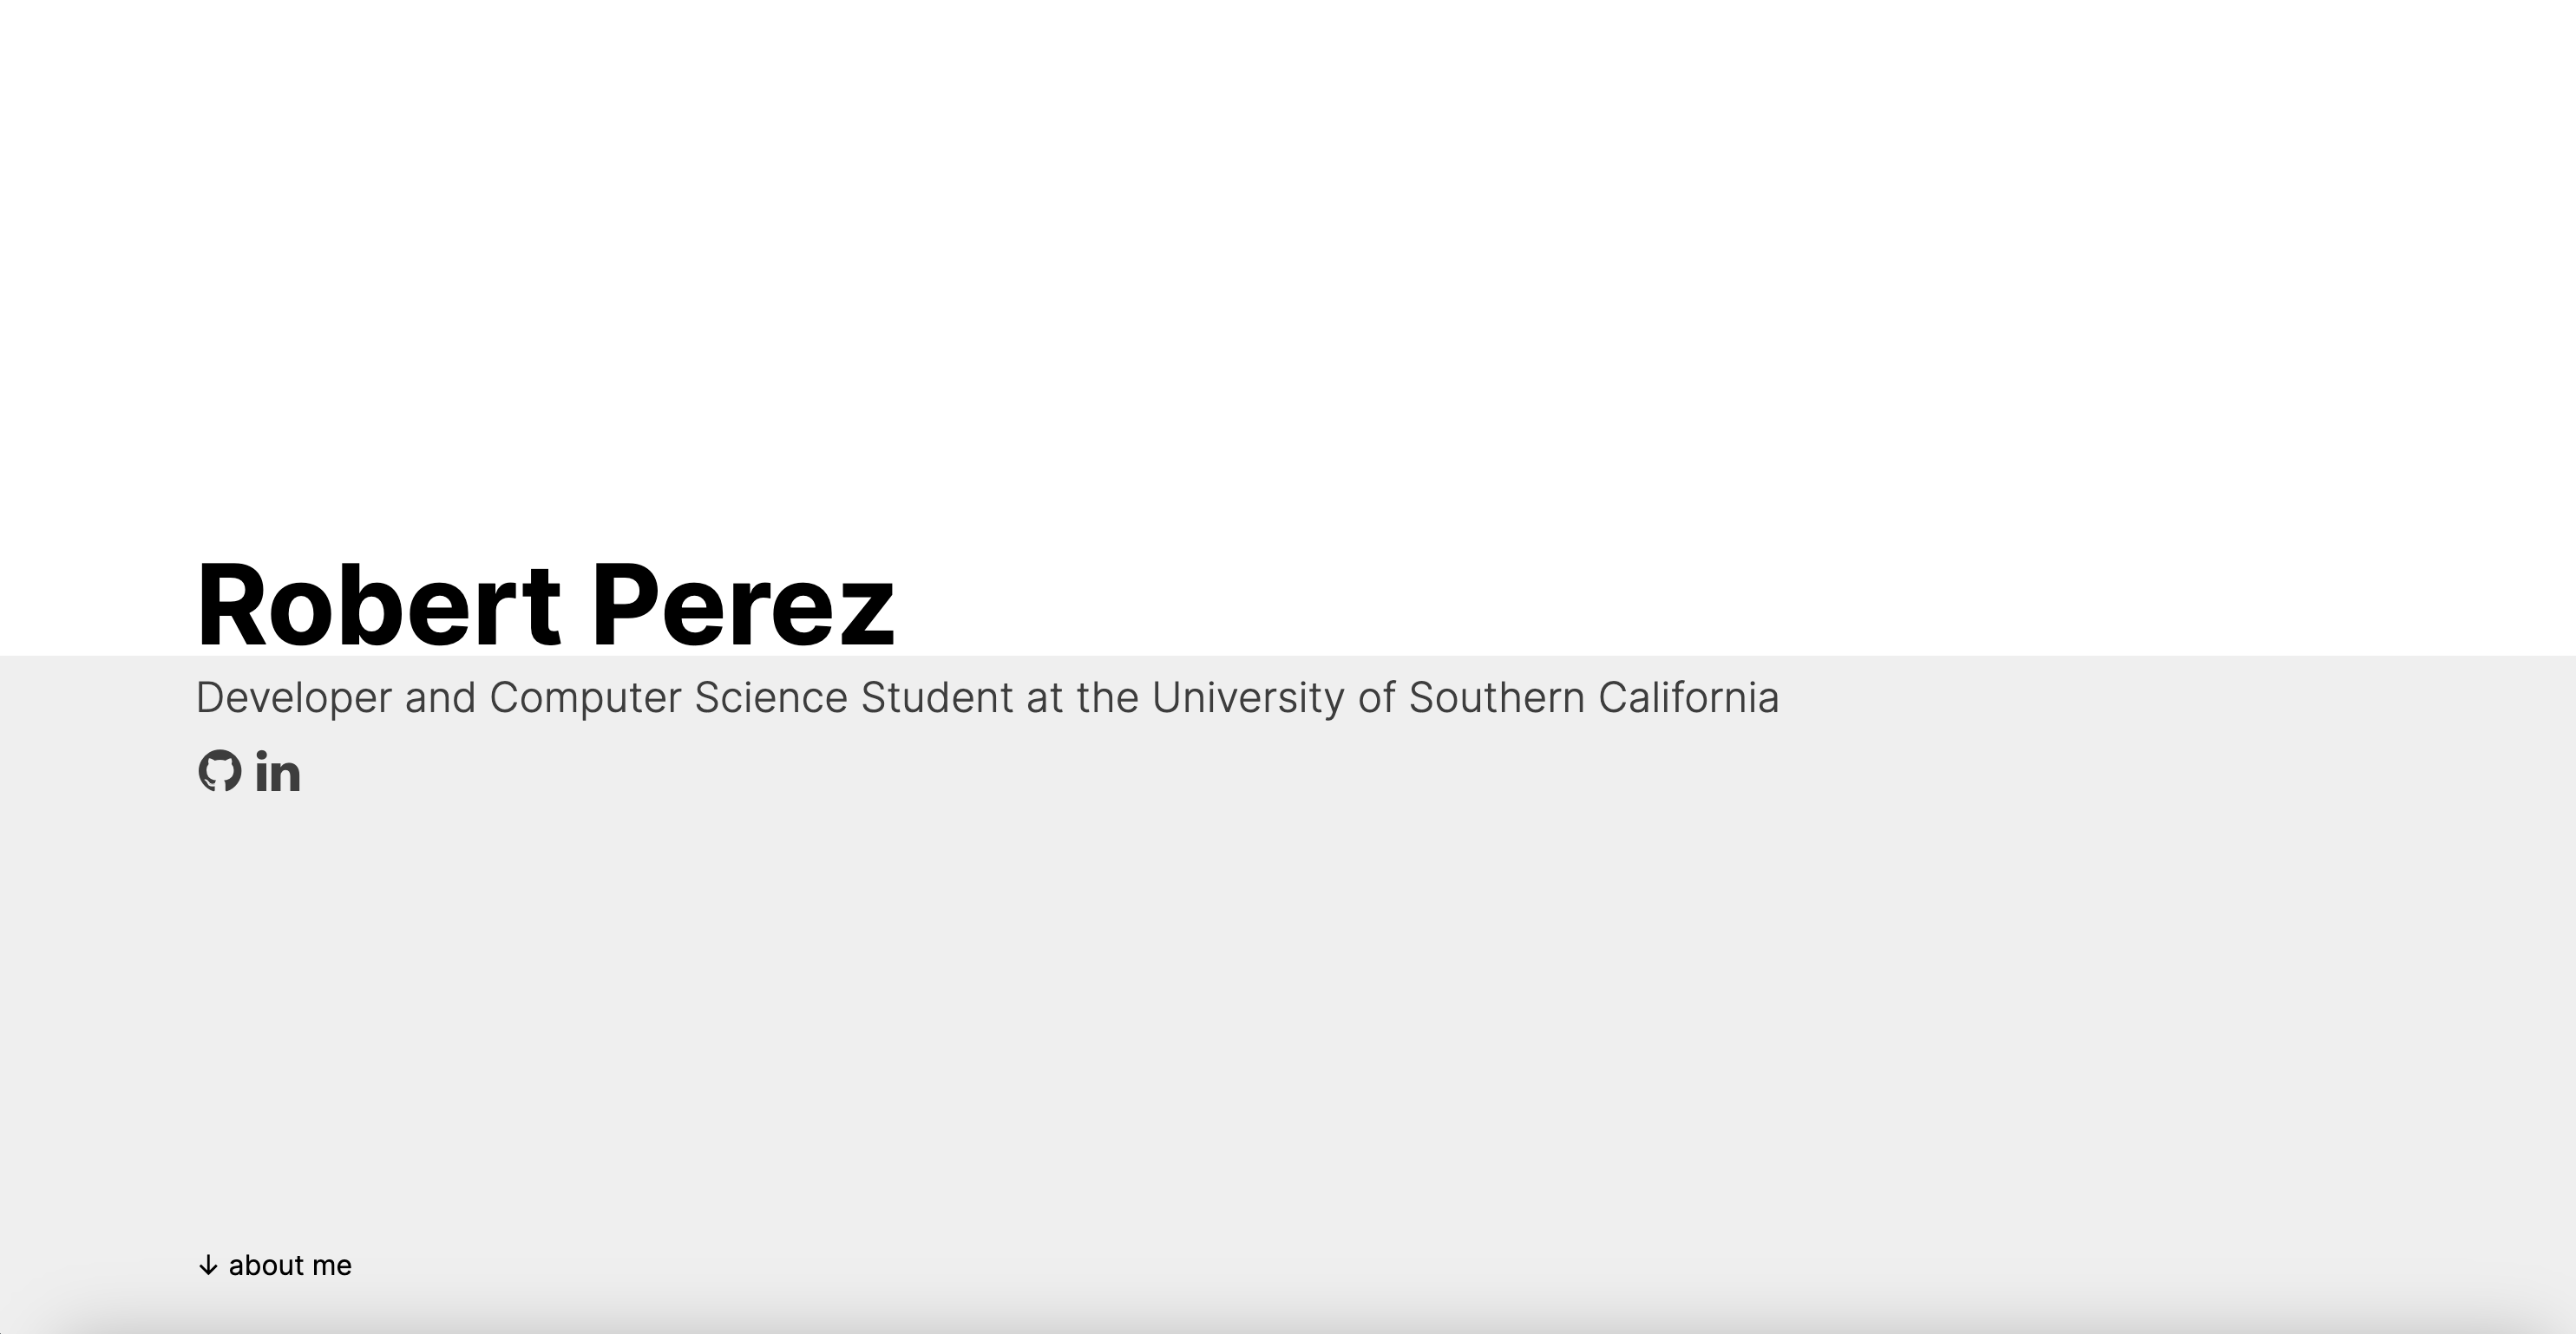 Robert Perez
Developer and Computer Science Student at the University of Southern California
in
↓ about me